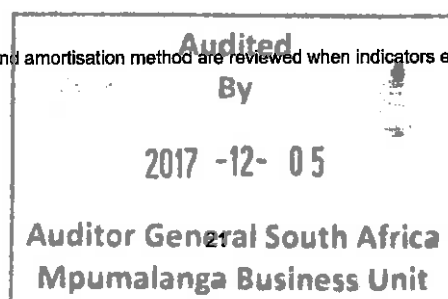 Audited
nd amortisation method are reviewed when indicators e
By
2017 -12- 05
21
Auditor General South Africa
Mpumalanga Business Unit